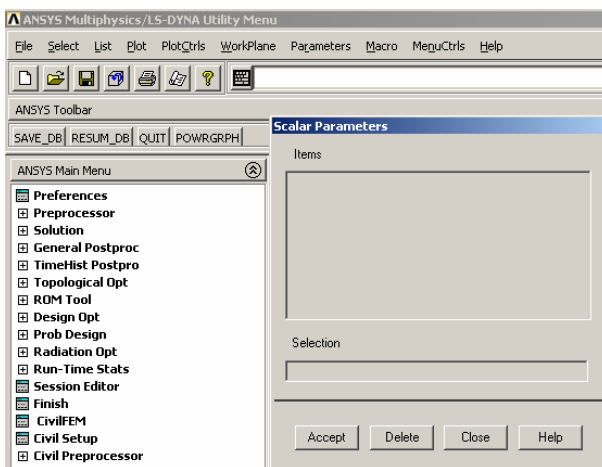 ANSYS Multiphysics/LS-DYNA Utility Menu
File Select List Plot PlotCtrls WorkPlane Parameters Macro MenuCtrls Help
ANSYS Toolbar
SAVE_DB RESUM_DB QUIT POWRGRPH
ANSYS Main Menu
Preferences
Preprocessor
Solution
General Postproc
TimeHist Postpro
Topological Opt
ROM Tool
Design Opt
Prob Design
Radiation Opt
Run-Time Stats
Session Editor
Finish
CivilFEM
Civil Setup
Civil Preprocessor
Scalar Parameters
Items
Selection
Accept Delete Close Help